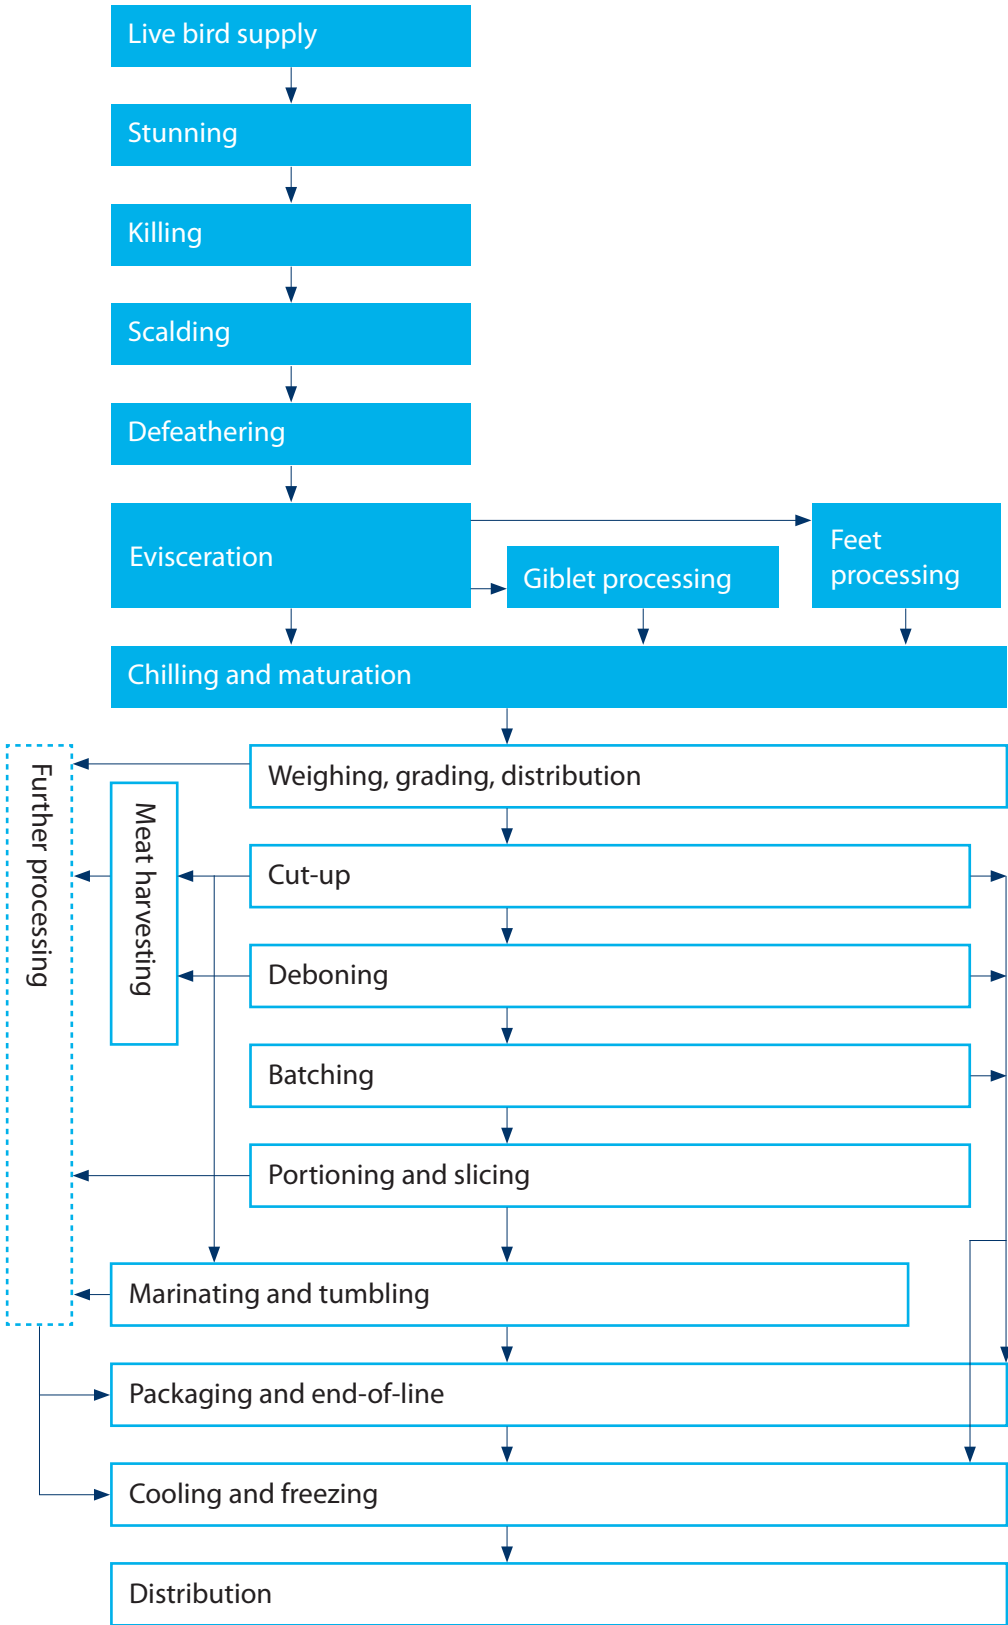 Live bird supply
Stunning
Killing
Scalding
Defeathering
Evisceration
Giblet processing
Feet
processing
Chilling and maturation
Further processing
Meat harvesting
Weighing, grading, distribution
Cut-up
Deboning
Batching
Portioning and slicing
Marinating and tumbling
Packaging and end-of-line
Cooling and freezing
Distribution